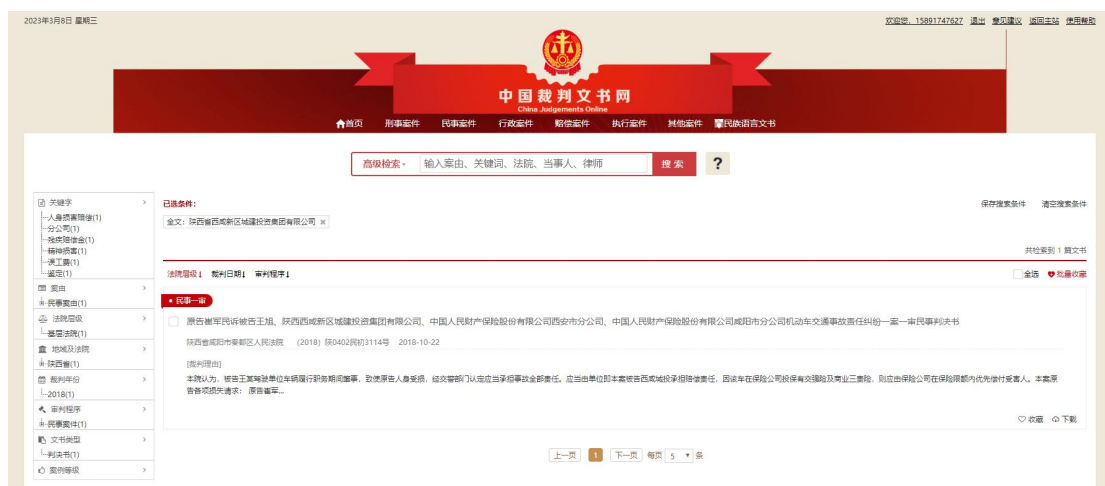 2023年3月8日 星期三
欢迎您，15891747627 退出 意见建议 返回主站 使用帮助
中国裁判文书网
China Judgements Online
首页 刑事案件 民事案件 行政案件 赔偿案件 执行案件 其他案件 民族语言文书
高级检索 输入案由、关键词、法院、当事人、律师 搜索 ?
关键字
人身损害赔偿(1)
分公司(1)
残疾赔偿金(1)
精神损害(1)
误工费(1)
鉴定(1)
案由
民事案由(1)
法院层级
基层法院(1)
地域及法院
陕西省(1)
裁判年份
2018(1)
审判程序
民事案件(1)
文书类型
判决书(1)
案例等级
已选条件：
保存搜索条件 清空搜索条件
全文：陕西省西咸新区城建投资集团有限公司 ×
共检索到 1 篇文书
法院层级↓ 裁判日期↓ 审判程序↓
全选 批量收藏
民事一审
原告崔军民诉被告王旭、陕西西咸新区城建投资集团有限公司、中国人民财产保险股份有限公司西安市分公司、中国人民财产保险股份有限公司咸阳市分公司机动车交通事故责任纠纷一案一审民事判决书
陕西省咸阳市秦都区人民法院 （2018）陕0402民初3114号 2018-10-22
[裁判理由]
本院认为，被告王某驾驶单位车辆履行职务期间肇事，致使原告人身受损，经交警部门认定应当承担事故全部责任。应当由单位即本案被告西咸城投承担赔偿责任，因该车在保险公司投保有交强险及商业三责险，则应由保险公司在保险限额内优先偿付受害人。本案原
告各项损失请求： 原告崔军...
收藏 下载
上一页 1 下一页 每页 5 条